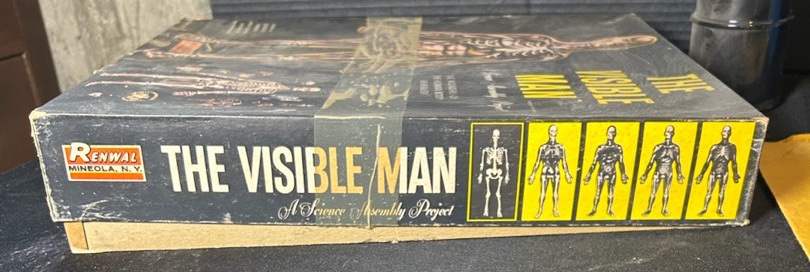 THE
VISIBLE
MAN
RENWAL
MINEOLA, N.Y.
THE VISIBLE MAN
A Science Assembly Project